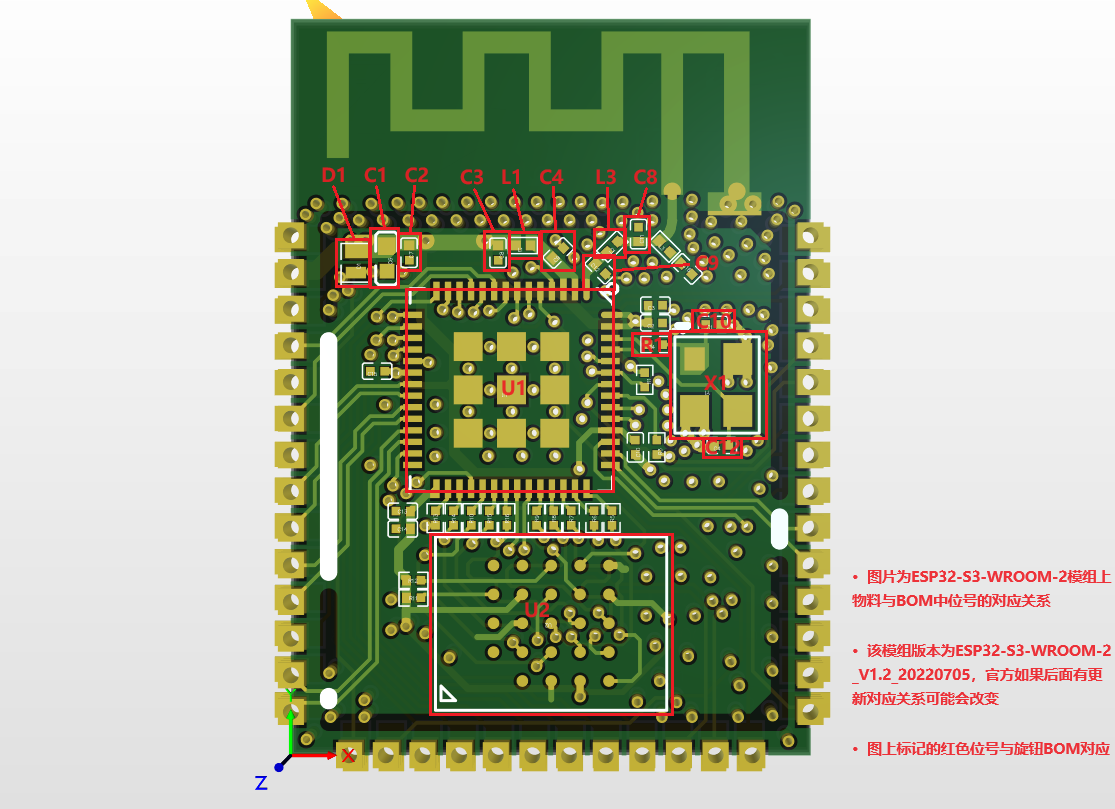 D1 C1 C2 C3 L1 C4 L3 C8
C9
C10
R1
X1
U1
U2
• 图片为ESP32-S3-WROOM-2模组上
物料与BOM中位号的对应关系
• 该模组版本为ESP32-S3-WROOM-2
_V1.2_20220705，官方如果后面有更
新对应关系可能会改变
• 图上标记的红色位号与旋钮BOM对应
Y
X
Z